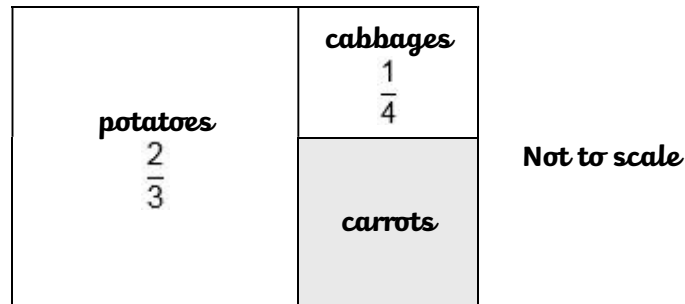 potatoes
2/3
cabbages
1/4
carrots
Not to scale